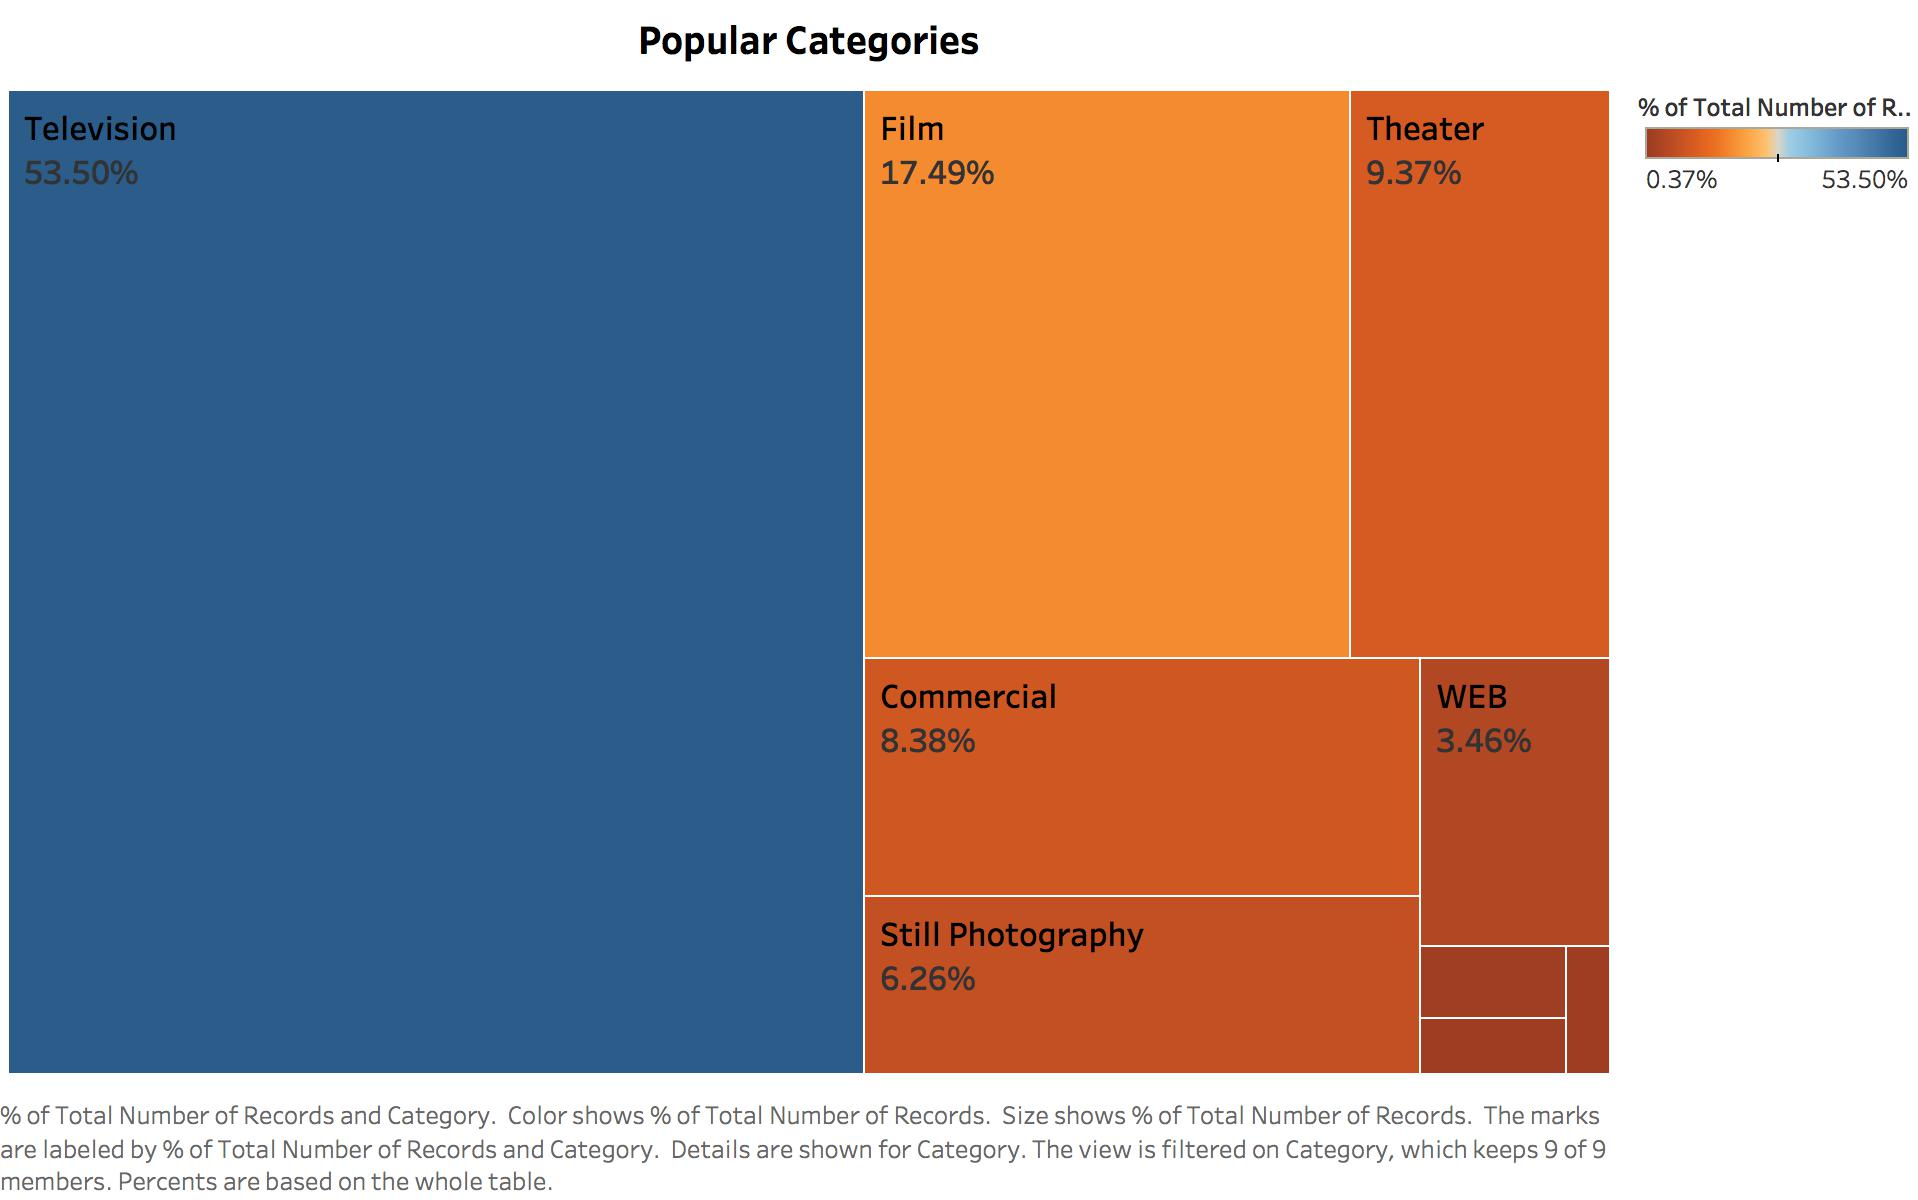 Popular Categories
Television
53.50%
Film
17.49%
Theater
9.37%
Commercial
8.38%
WEB
3.46%
Still Photography
6.26%
% of Total Number of R..
0.37%
53.50%
% of Total Number of Records and Category.  Color shows % of Total Number of Records.  Size shows % of Total Number of Records.  The marks
are labeled by % of Total Number of Records and Category.  Details are shown for Category. The view is filtered on Category, which keeps 9 of 9
members. Percents are based on the whole table.